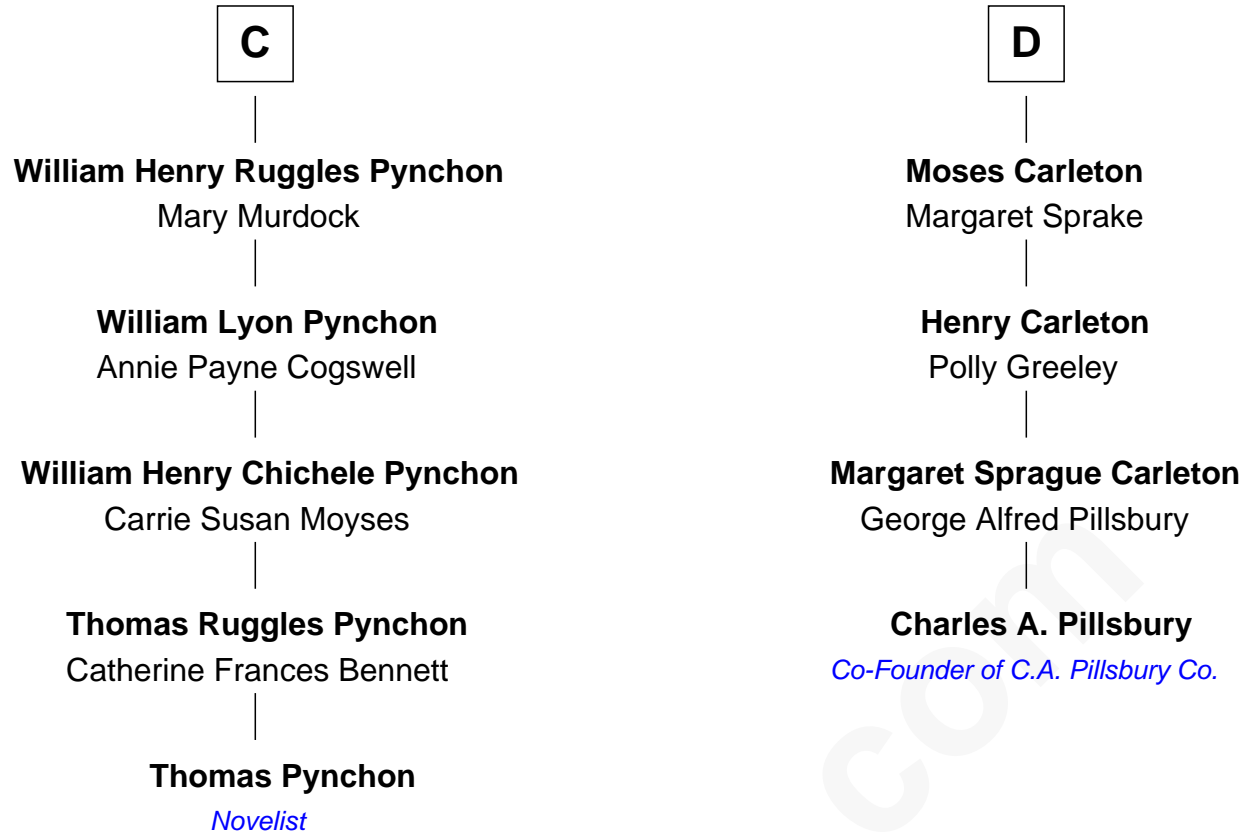 C
William Henry Ruggles Pynchon
Mary Murdock
William Lyon Pynchon
Annie Payne Cogswell
William Henry Chichele Pynchon
Carrie Susan Moyses
Thomas Ruggles Pynchon
Catherine Frances Bennett
Thomas Pynchon
Novelist
D
Moses Carleton
Margaret Sprake
Henry Carleton
Polly Greeley
Margaret Sprague Carleton
George Alfred Pillsbury
Charles A. Pillsbury
Co-Founder of C.A. Pillsbury Co.
com